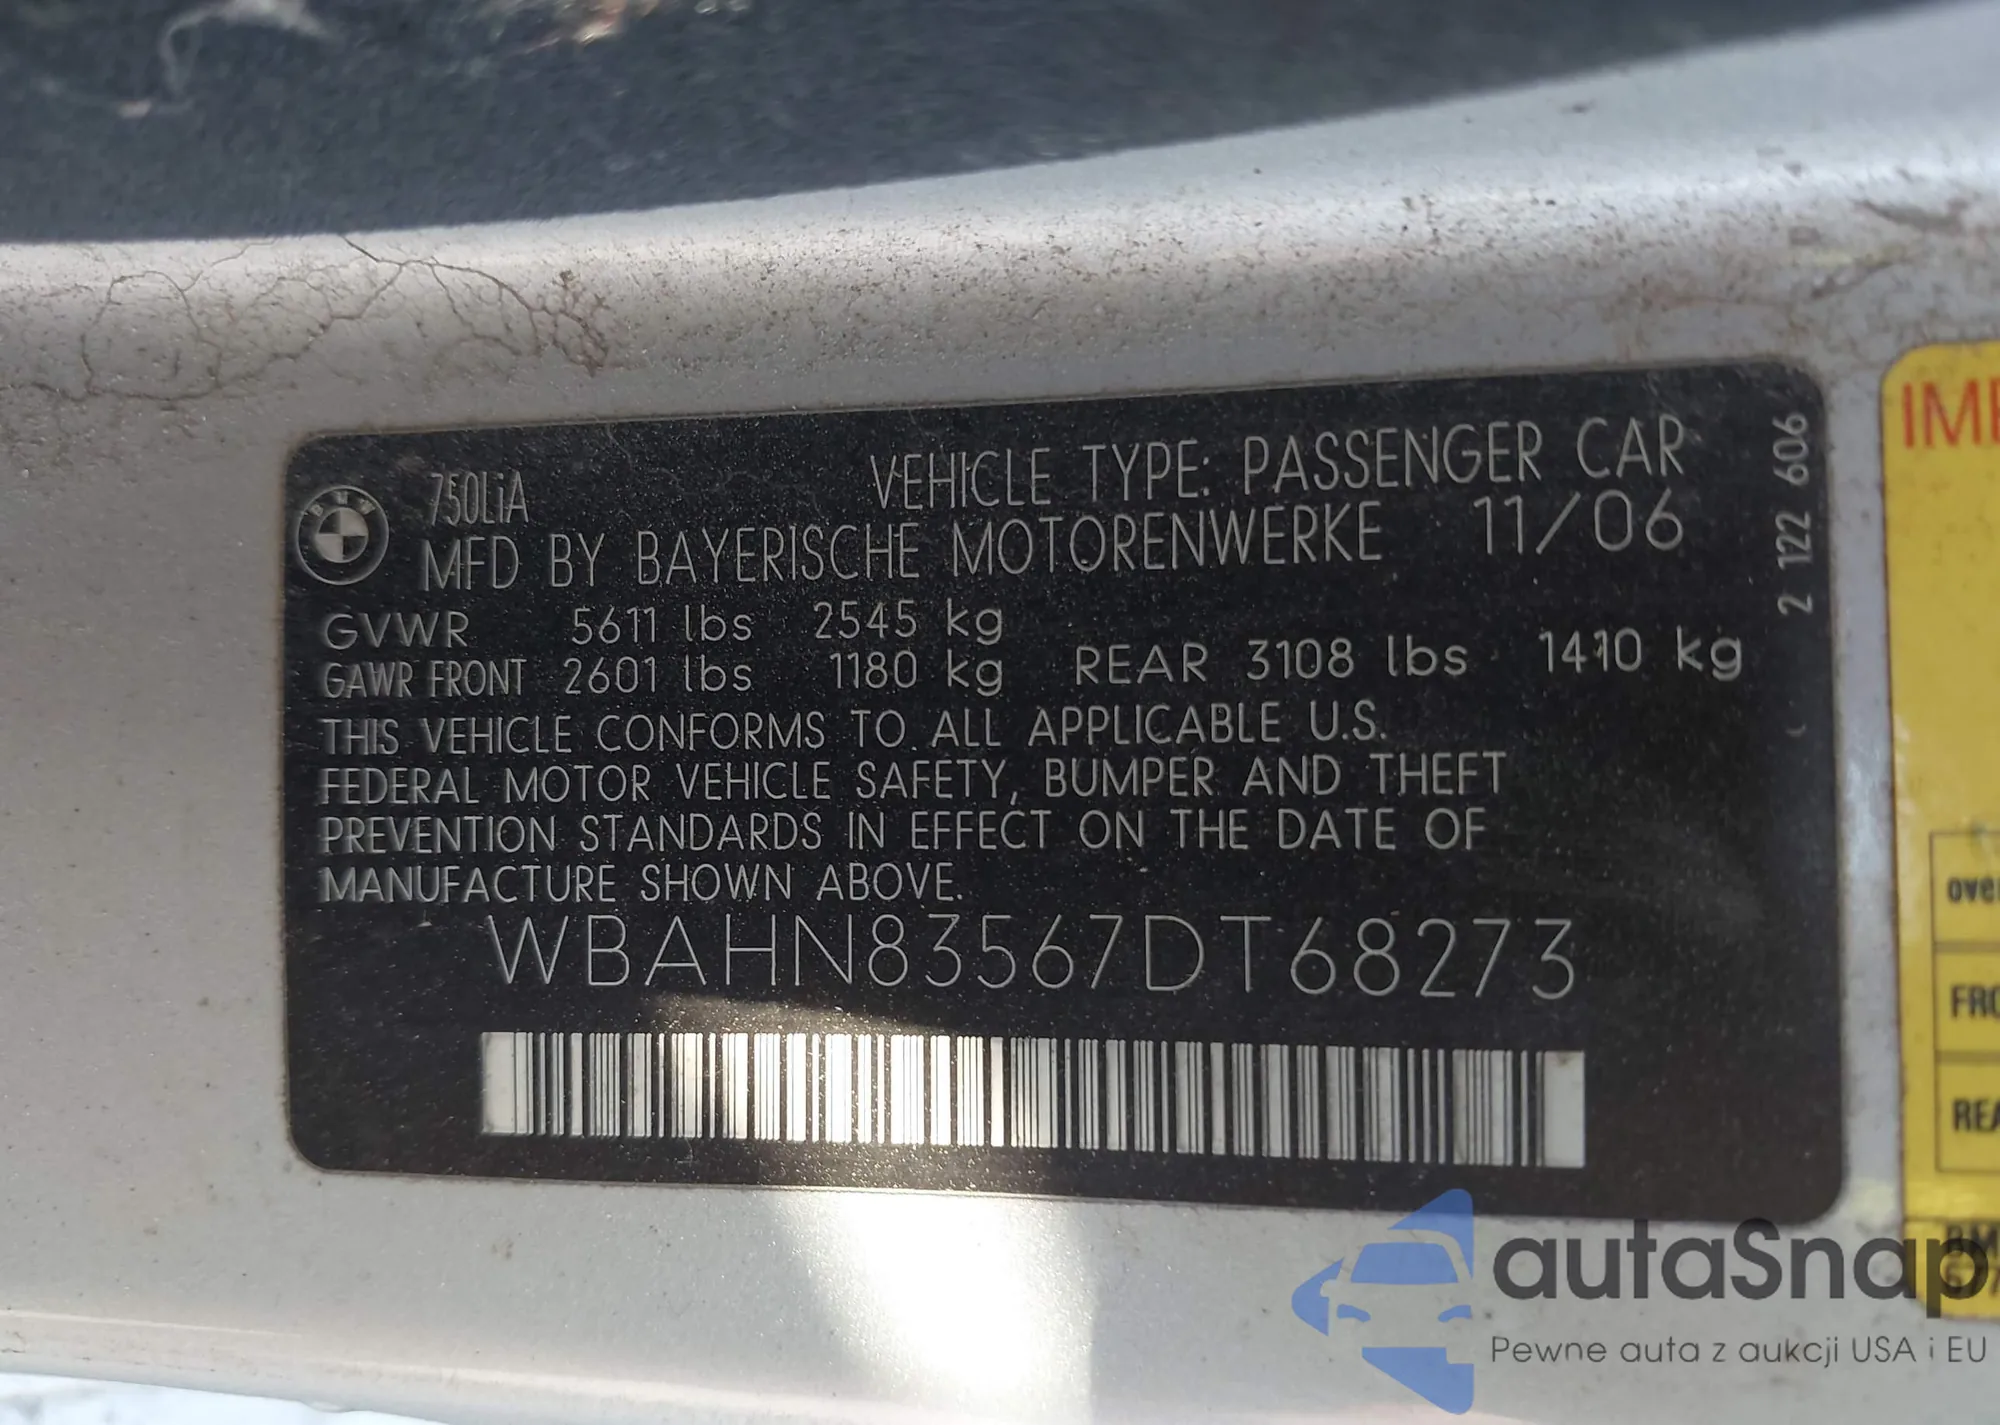 BMW
750LiA
VEHICLE TYPE: PASSENGER CAR
MFD BY BAYERISCHE MOTORENWERKE 11/06
GVWR 5611 lbs 2545 kg
GAWR FRONT 2601 lbs 1180 kg REAR 3108 lbs 1410 kg
THIS VEHICLE CONFORMS TO ALL APPLICABLE U.S.
FEDERAL MOTOR VEHICLE SAFETY, BUMPER AND THEFT
PREVENTION STANDARDS IN EFFECT ON THE DATE OF
MANUFACTURE SHOWN ABOVE.
WBAHN83567DT68273
2 122 606
autaSnap
Pewne auta z aukcji USA i EU